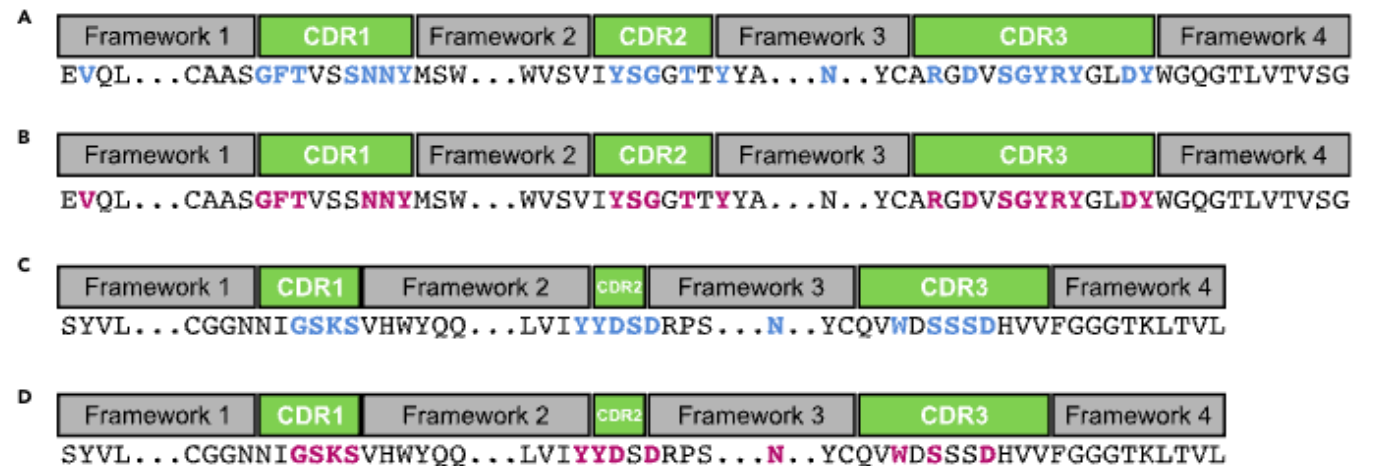 A
Framework 1 CDR1 Framework 2 CDR2 Framework 3 CDR3 Framework 4
EVQL...CAASGFTVSSNNYMSW...WVSVIYSGGTTYYA...N..YCARGDVSGYRYGLDYWGQGTLVTVSG
B
Framework 1 CDR1 Framework 2 CDR2 Framework 3 CDR3 Framework 4
EVQL...CAASGFTVSSNNYMSW...WVSVIYSGGTTYYA...N..YCARGDVSGYRYGLDYWGQGTLVTVSG
C
Framework 1 CDR1 Framework 2 CDR2 Framework 3 CDR3 Framework 4
SYVL...CGGNNIGSKSVHWYQQ...LVIYYDSDRPS...N..YCQVWDSSSDHVVFGGGTKLTVL
D
Framework 1 CDR1 Framework 2 CDR2 Framework 3 CDR3 Framework 4
SYVL...CGGNNIGSKSVHWYQQ...LVIYYDSDRPS...N..YCQVWDSSSDHVVFGGGTKLTVL